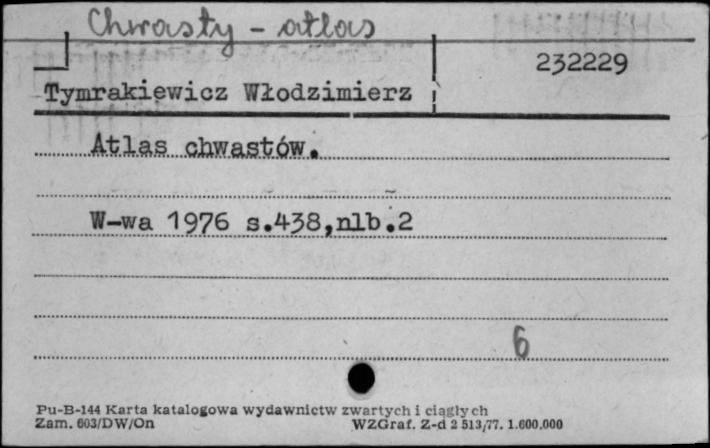 Chwasty - atlas
232229
Tymrakiewicz Włodzimierz
Atlas chwastów.
W-wa 1976 s.438,nlb.2
6
Pu-B-144 Karta katalogowa wydawnictw zwartych i ciągłych
Zam. 603/DW/On WZGraf. Z-d 2 513/77. 1.600.000